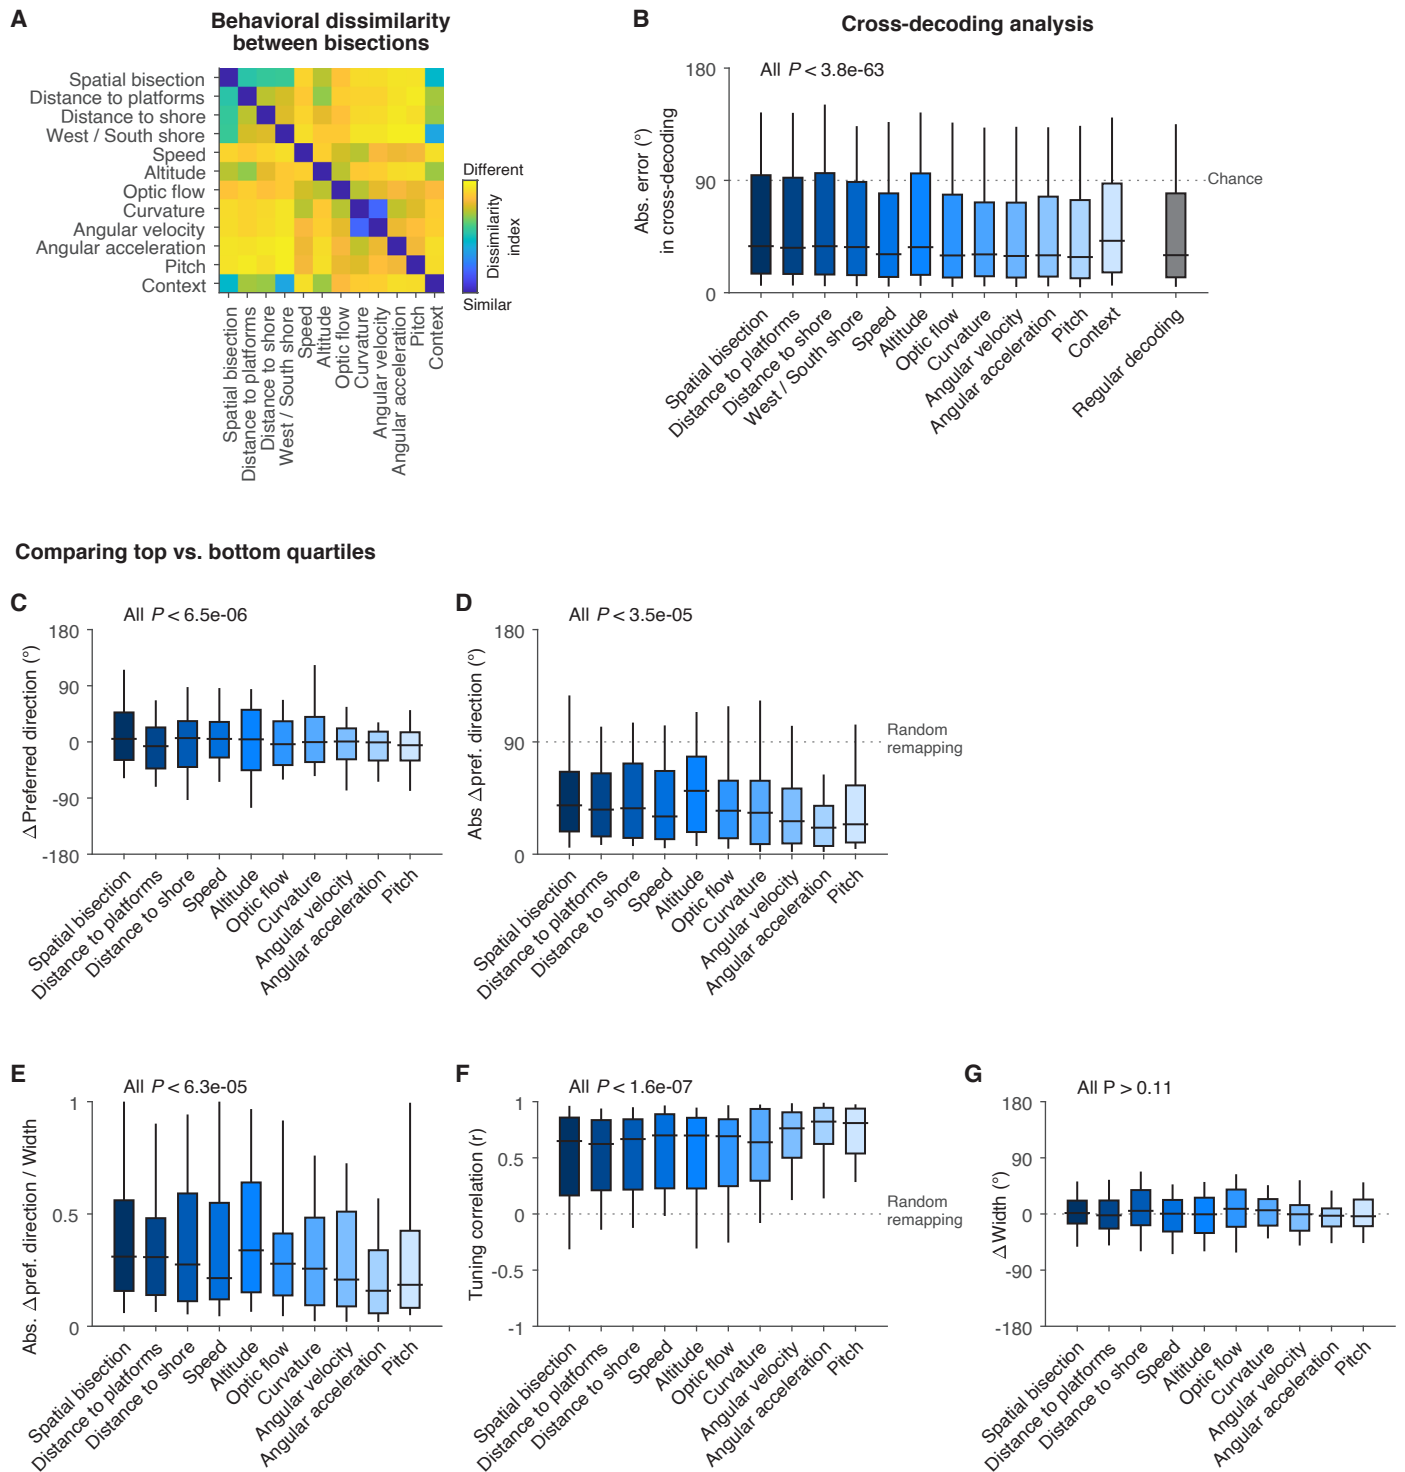 A
Behavioral dissimilarity
between bisections
Spatial bisection
Distance to platforms
Distance to shore
West / South shore
Speed
Altitude
Optic flow
Curvature
Angular velocity
Angular acceleration
Pitch
Context
Spatial bisection
Distance to platforms
Distance to shore
West / South shore
Speed
Altitude
Optic flow
Curvature
Angular velocity
Angular acceleration
Pitch
Context
Different
Dissimilarity
index
Similar
B
Cross-decoding analysis
All P < 3.8e-63
Abs. error (°)
in cross-decoding
180
90
0
Chance
Spatial bisection
Distance to platforms
Distance to shore
West / South shore
Speed
Altitude
Optic flow
Curvature
Angular velocity
Angular acceleration
Pitch
Context
Regular decoding
Comparing top vs. bottom quartiles
C
All P < 6.5e-06
ΔPreferred direction (°)
180
90
0
-90
-180
Spatial bisection
Distance to platforms
Distance to shore
Speed
Altitude
Optic flow
Curvature
Angular velocity
Angular acceleration
Pitch
D
All P < 3.5e-05
Abs Δpref. direction (°)
180
90
0
Random
remapping
Spatial bisection
Distance to platforms
Distance to shore
Speed
Altitude
Optic flow
Curvature
Angular velocity
Angular acceleration
Pitch
E
All P < 6.3e-05
Abs. Δpref. direction / Width
1
0.5
0
Spatial bisection
Distance to platforms
Distance to shore
Speed
Altitude
Optic flow
Curvature
Angular velocity
Angular acceleration
Pitch
F
All P < 1.6e-07
Tuning correlation (r)
1
0.5
0
-0.5
-1
Random
remapping
Spatial bisection
Distance to platforms
Distance to shore
Speed
Altitude
Optic flow
Curvature
Angular velocity
Angular acceleration
Pitch
G
All P > 0.11
ΔWidth (°)
180
90
0
-90
-180
Spatial bisection
Distance to platforms
Distance to shore
Speed
Altitude
Optic flow
Curvature
Angular velocity
Angular acceleration
Pitch